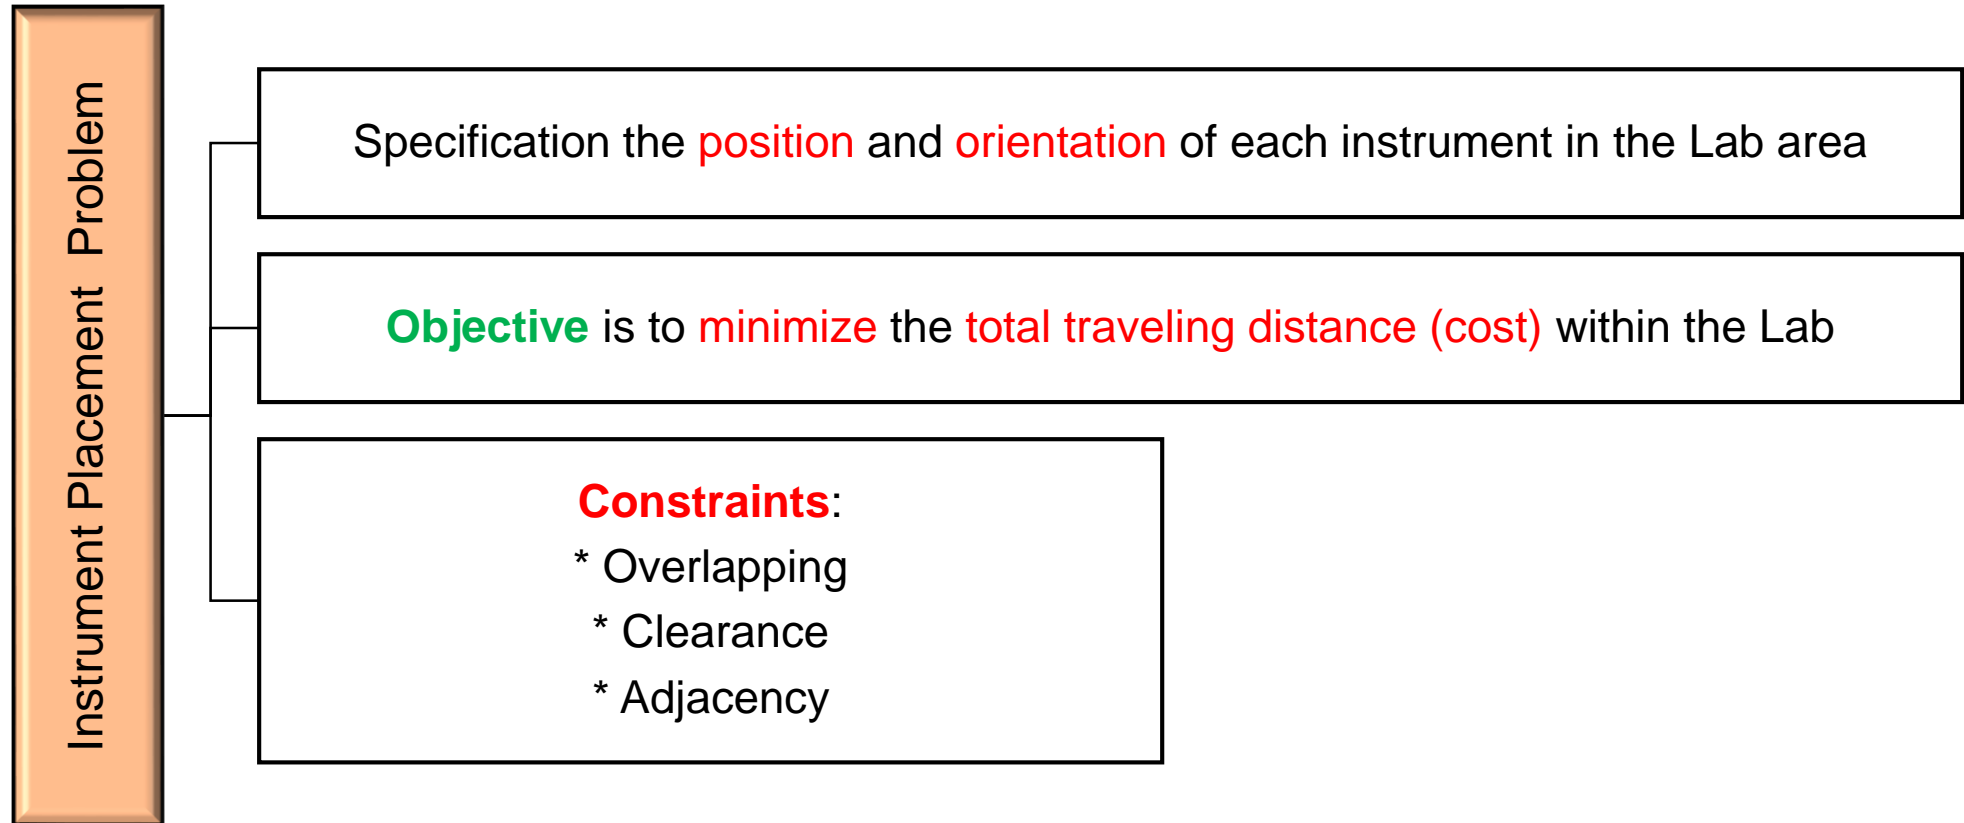 Instrument Placement Problem
Specification the position and orientation of each instrument in the Lab area
Objective is to minimize the total traveling distance (cost) within the Lab
Constraints:
* Overlapping
* Clearance
* Adjacency